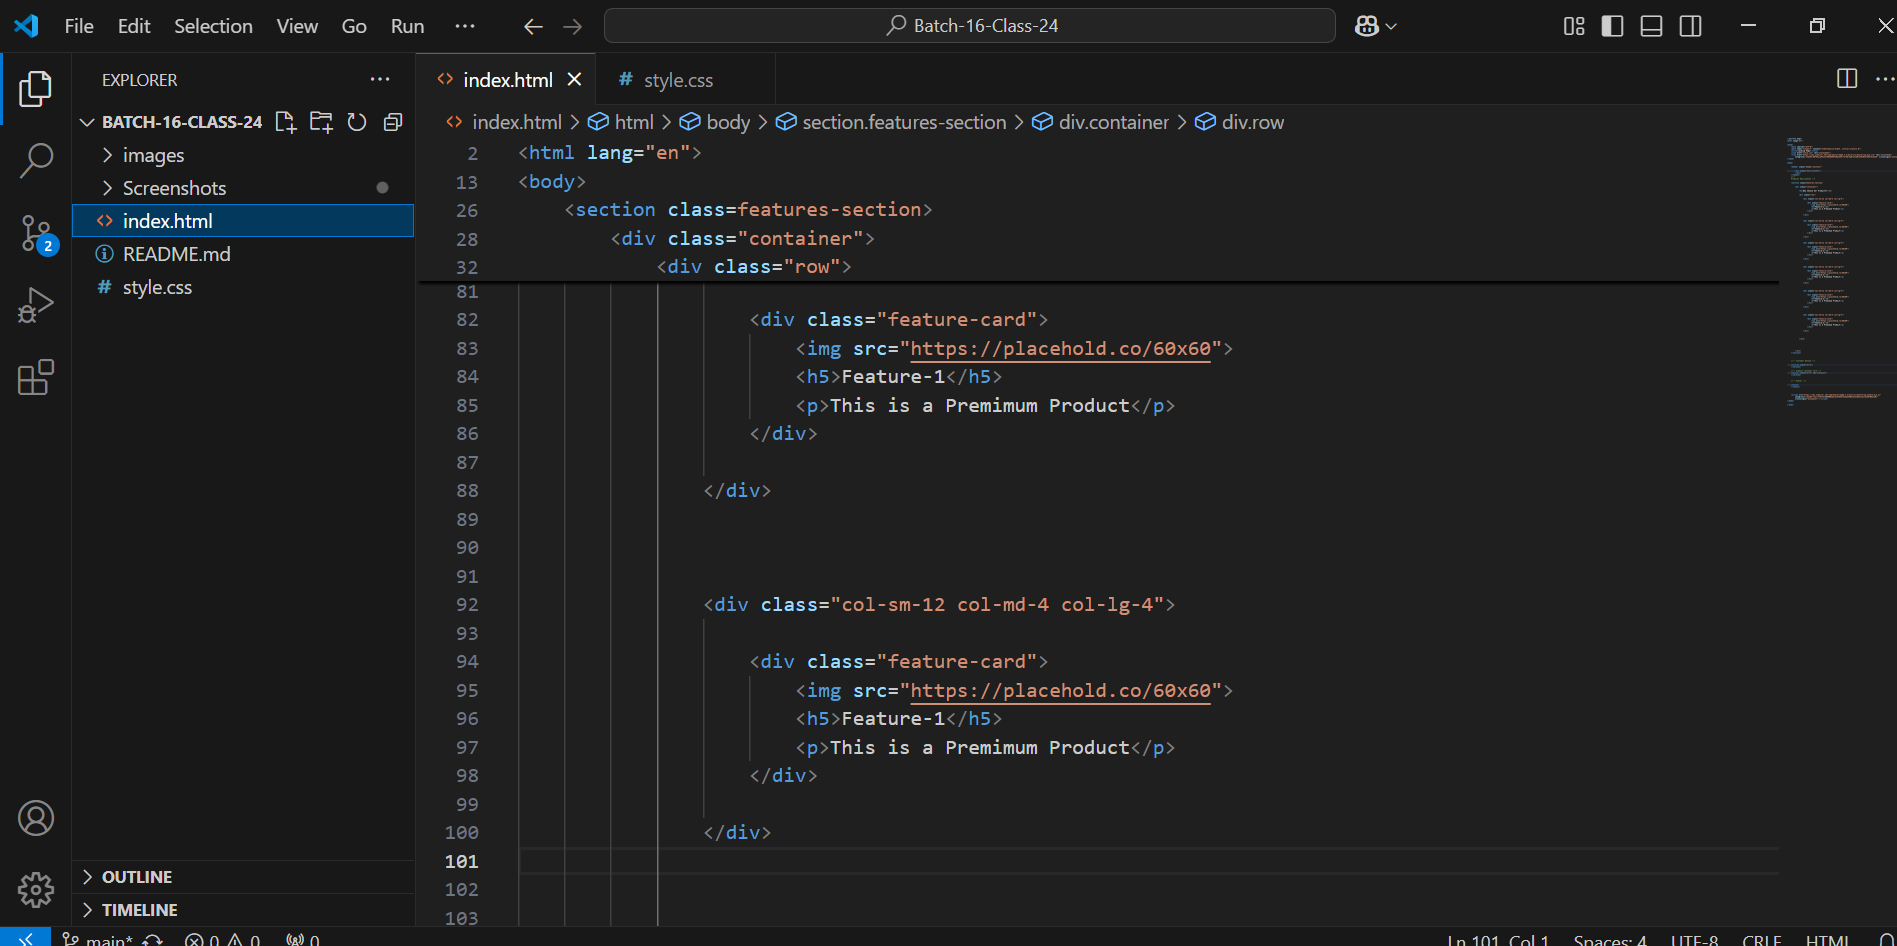 File Edit Selection View Go Run ··· Batch-16-Class-24
EXPLORER ···
BATCH-16-CLASS-24
images
Screenshots
index.html
README.md
style.css
2
OUTLINE
TIMELINE
index.html style.css
index.html > html > body > section.features-section > div.container > div.row
2 <html lang="en">
13 <body>
26 <section class=features-section>
28 <div class="container">
32 <div class="row">
81
82 <div class="feature-card">
83 <img src="https://placehold.co/60x60">
84 <h5>Feature-1</h5>
85 <p>This is a Premimum Product</p>
86 </div>
87
88 </div>
89
90
91
92 <div class="col-sm-12 col-md-4 col-lg-4">
93
94 <div class="feature-card">
95 <img src="https://placehold.co/60x60">
96 <h5>Feature-1</h5>
97 <p>This is a Premimum Product</p>
98 </div>
99
100 </div>
101
102
103
main* 0 0 0 Ln 101, Col 1 Spaces: 4 UTF-8 CRLF HTML